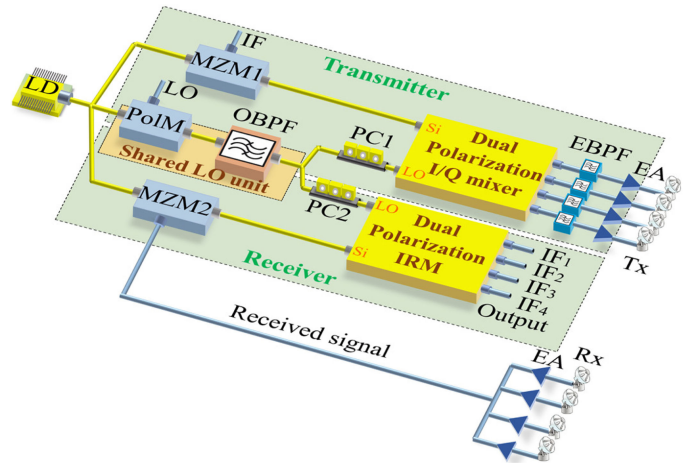 IF
MZM1
Transmitter
LD
LO
PolM
OBPF
Shared LO unit
PC1
Si
LO
Dual
Polarization
I/Q mixer
EBPF
EA
Tx
MZM2
PC2
LO
Si
Dual
Polarization
IRM
IF₁
IF₂
IF₃
IF₄
Output
Receiver
Received signal
EA
Rx